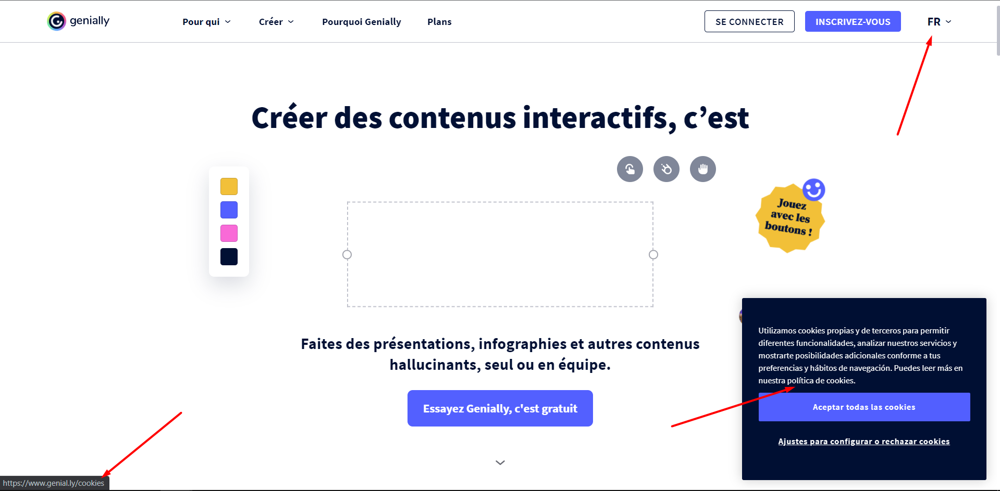 genially
Pour qui
Créer
Pourquoi Genially
Plans
SE CONNECTER
INSCRIVEZ-VOUS
FR
Créer des contenus interactifs, c’est
Jouez
avec les
boutons !
Faites des présentations, infographies et autres contenus
hallucinants, seul ou en équipe.
Essayez Genially, c'est gratuit
Utilizamos cookies propias y de terceros para permitir
diferentes funcionalidades, analizar nuestros servicios y
mostrarte posibilidades adicionales conforme a tus
preferencias y hábitos de navegación. Puedes leer más en
nuestra política de cookies.
Aceptar todas las cookies
Ajustes para configurar o rechazar cookies
https://www.genial.ly/cookies